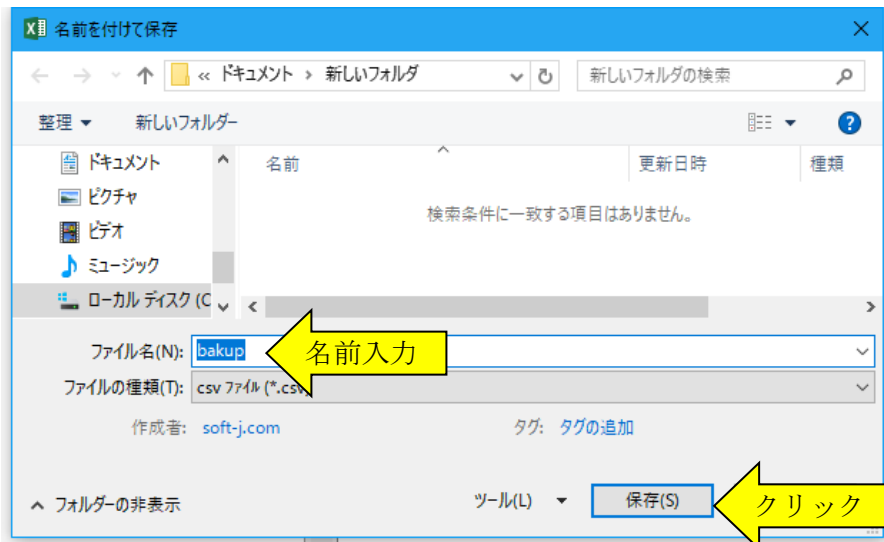 名前を付けて保存
« ドキュメント › 新しいフォルダ
新しいフォルダの検索
整理
新しいフォルダー
ドキュメント
ピクチャ
ビデオ
ミュージック
ローカル ディスク (C
名前
更新日時
種類
検索条件に一致する項目はありません。
ファイル名(N):
bakup
名前入力
ファイルの種類(T):
csv ファイル (*.csv)
作成者:
soft-j.com
タグ:
タグの追加
フォルダーの非表示
ツール(L)
保存(S)
クリック